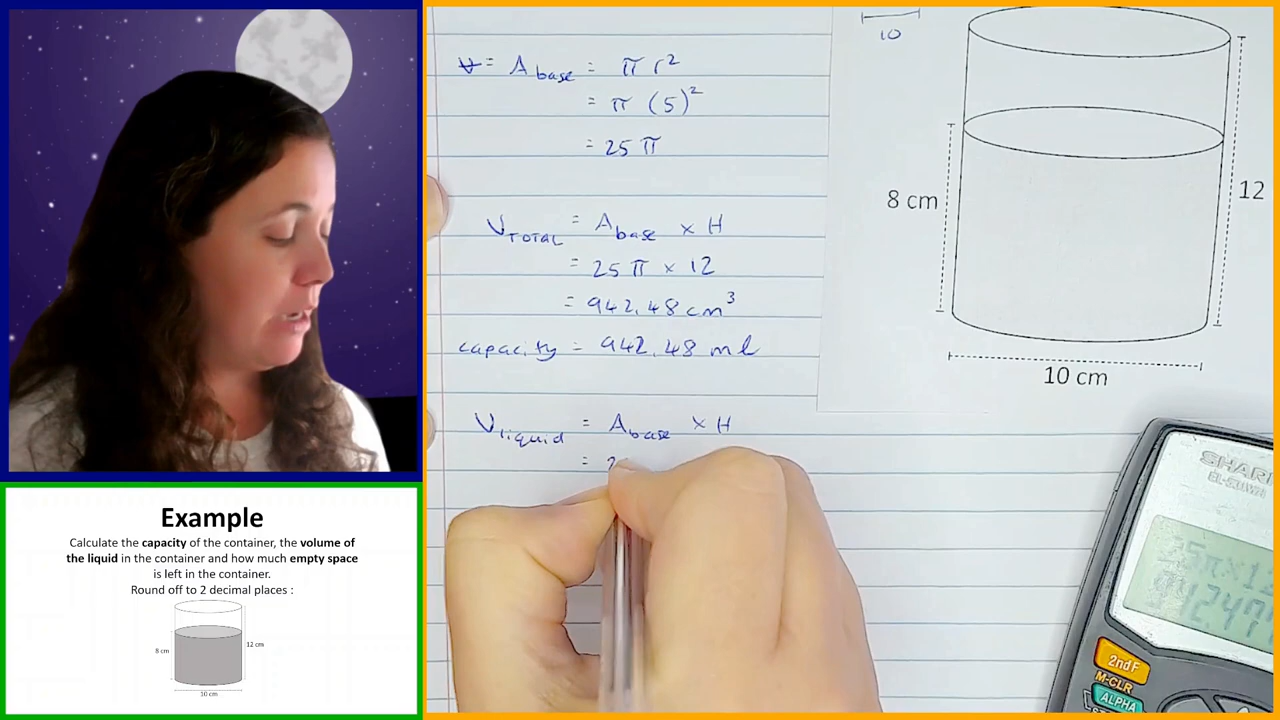 10
A base = π r²
= π (5)²
= 25 π
V TOTAL = A base × H
= 25 π × 12
= 942.48 cm³
capacity = 942.48 ml
V liquid = A base × H
= 2
8 cm
12
10 cm
SHARP
2ndF
M-CLR
ALPHA
Example
Calculate the capacity of the container, the volume of
the liquid in the container and how much empty space
is left in the container.
Round off to 2 decimal places :
8 cm
12 cm
10 cm